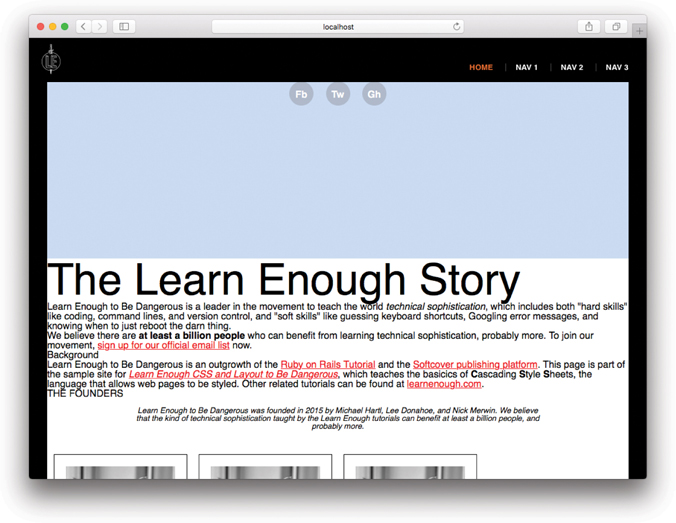 localhost
LE
HOME NAV 1 NAV 2 NAV 3
Fb Tw Gh
The Learn Enough Story
Learn Enough to Be Dangerous is a leader in the movement to teach the world technical sophistication, which includes both "hard skills"
like coding, command lines, and version control, and "soft skills" like guessing keyboard shortcuts, Googling error messages, and
knowing when to just reboot the darn thing.
We believe there are at least a billion people who can benefit from learning technical sophistication, probably more. To join our
movement, sign up for our official email list now.
Background
Learn Enough to Be Dangerous is an outgrowth of the Ruby on Rails Tutorial and the Softcover publishing platform. This page is part of
the sample site for Learn Enough CSS and Layout to Be Dangerous, which teaches the basicics of Cascading Style Sheets, the
language that allows web pages to be styled. Other related tutorials can be found at learnenough.com.
THE FOUNDERS
Learn Enough to Be Dangerous was founded in 2015 by Michael Hartl, Lee Donahoe, and Nick Merwin. We believe
that the kind of technical sophistication taught by the Learn Enough tutorials can benefit at least a billion people, and
probably more.